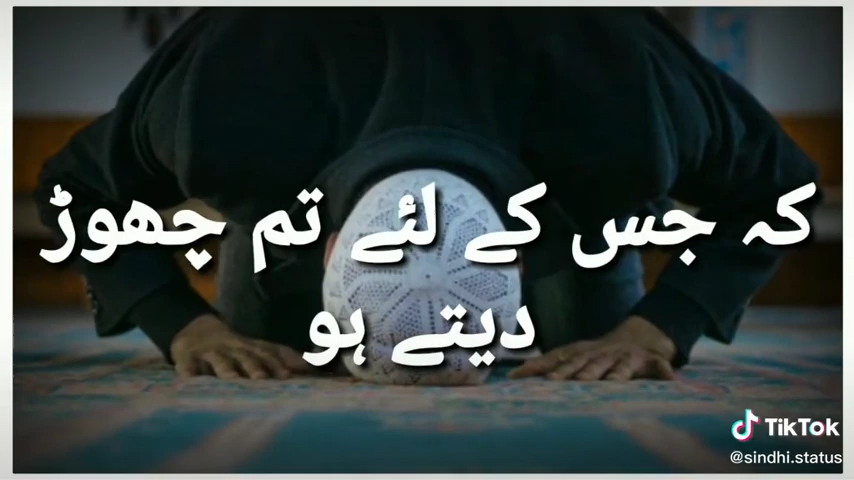 کہ جس کے لئے تم چھوڑ
دیتے ہو
TikTok
@sindhi.status